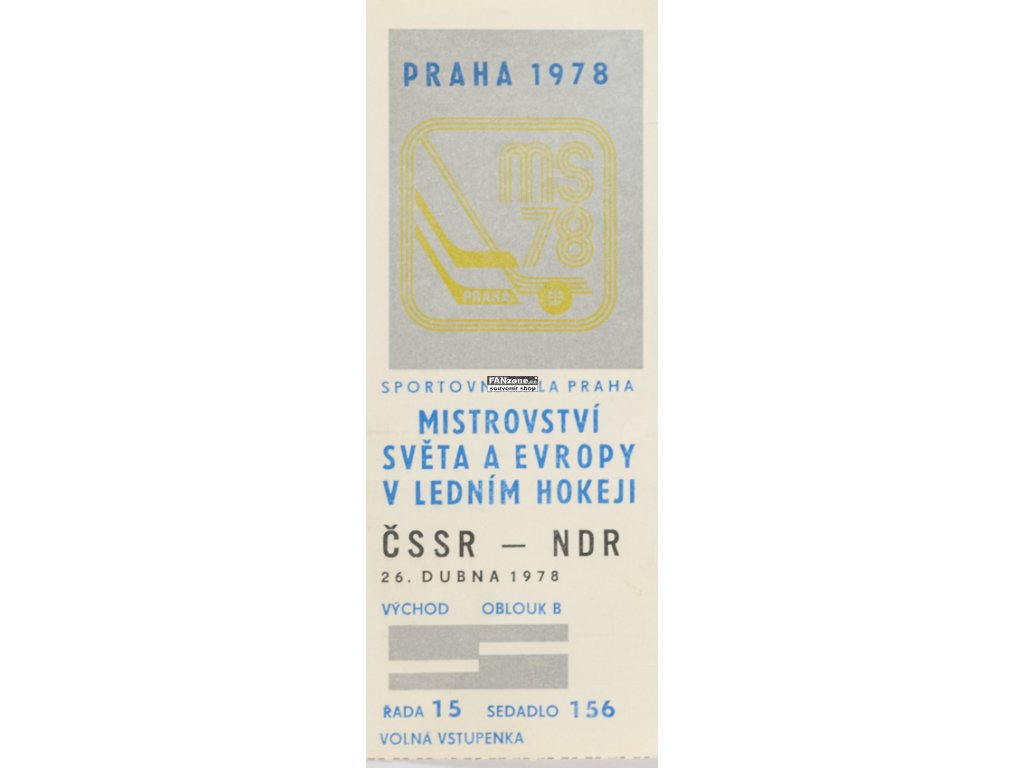 PRAHA 1978
MS
78
PRAHA
SPORTOVN
LA PRAHA
FANzone.cz
souvenir shop
MISTROVSTVÍ
SVĚTA A EVROPY
V LEDNÍM HOKEJI
ČSSR — NDR
26. DUBNA 1978
VÝCHOD OBLOUK B
ŘADA 15 SEDADLO 156
VOLNÁ VSTUPENKA